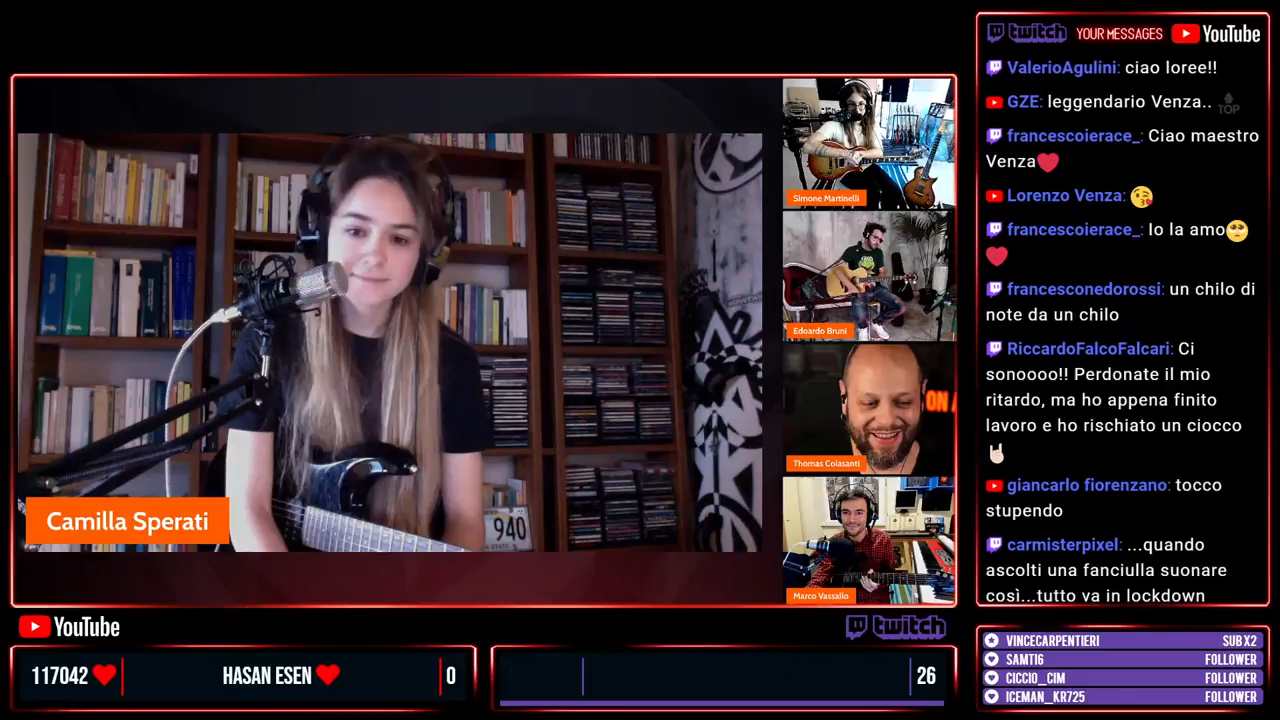 Camilla Sperati
940
Simone Martinelli
Edoardo Bruni
ON
Thomas Colasanti
Marco Vassallo
YouTube
twitch
117042
HASAN ESEN
0
26
twitch YOUR MESSAGES YouTube
ValerioAgulini: ciao loree!!
GZE: leggendario Venza.. TOP
francescoierace_: Ciao maestro
Venza❤
Lorenzo Venza: 😘
francescoierace_: Io la amo🥺
❤
francesconedorossi: un chilo di
note da un chilo
RiccardoFalcoFalcari: Ci
sonoooo!! Perdonate il mio
ritardo, ma ho appena finito
lavoro e ho rischiato un ciocco
🤘🏻
giancarlo fiorenzano: tocco
stupendo
carmisterpixel: ...quando
ascolti una fanciulla suonare
così...tutto va in lockdown
VINCECARPENTIERI SUB X2
SAMTI6 FOLLOWER
CICCIO_CIM FOLLOWER
ICEMAN_KR725 FOLLOWER